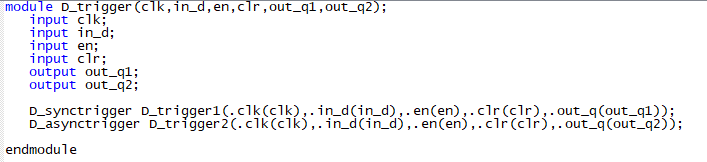 module D_trigger(clk,in_d,en,clr,out_q1,out_q2);
input clk;
input in_d;
input en;
input clr;
output out_q1;
output out_q2;
D_synctrigger D_trigger1(.clk(clk),.in_d(in_d),.en(en),.clr(clr),.out_q(out_q1));
D_asynctrigger D_trigger2(.clk(clk),.in_d(in_d),.en(en),.clr(clr),.out_q(out_q2));
endmodule